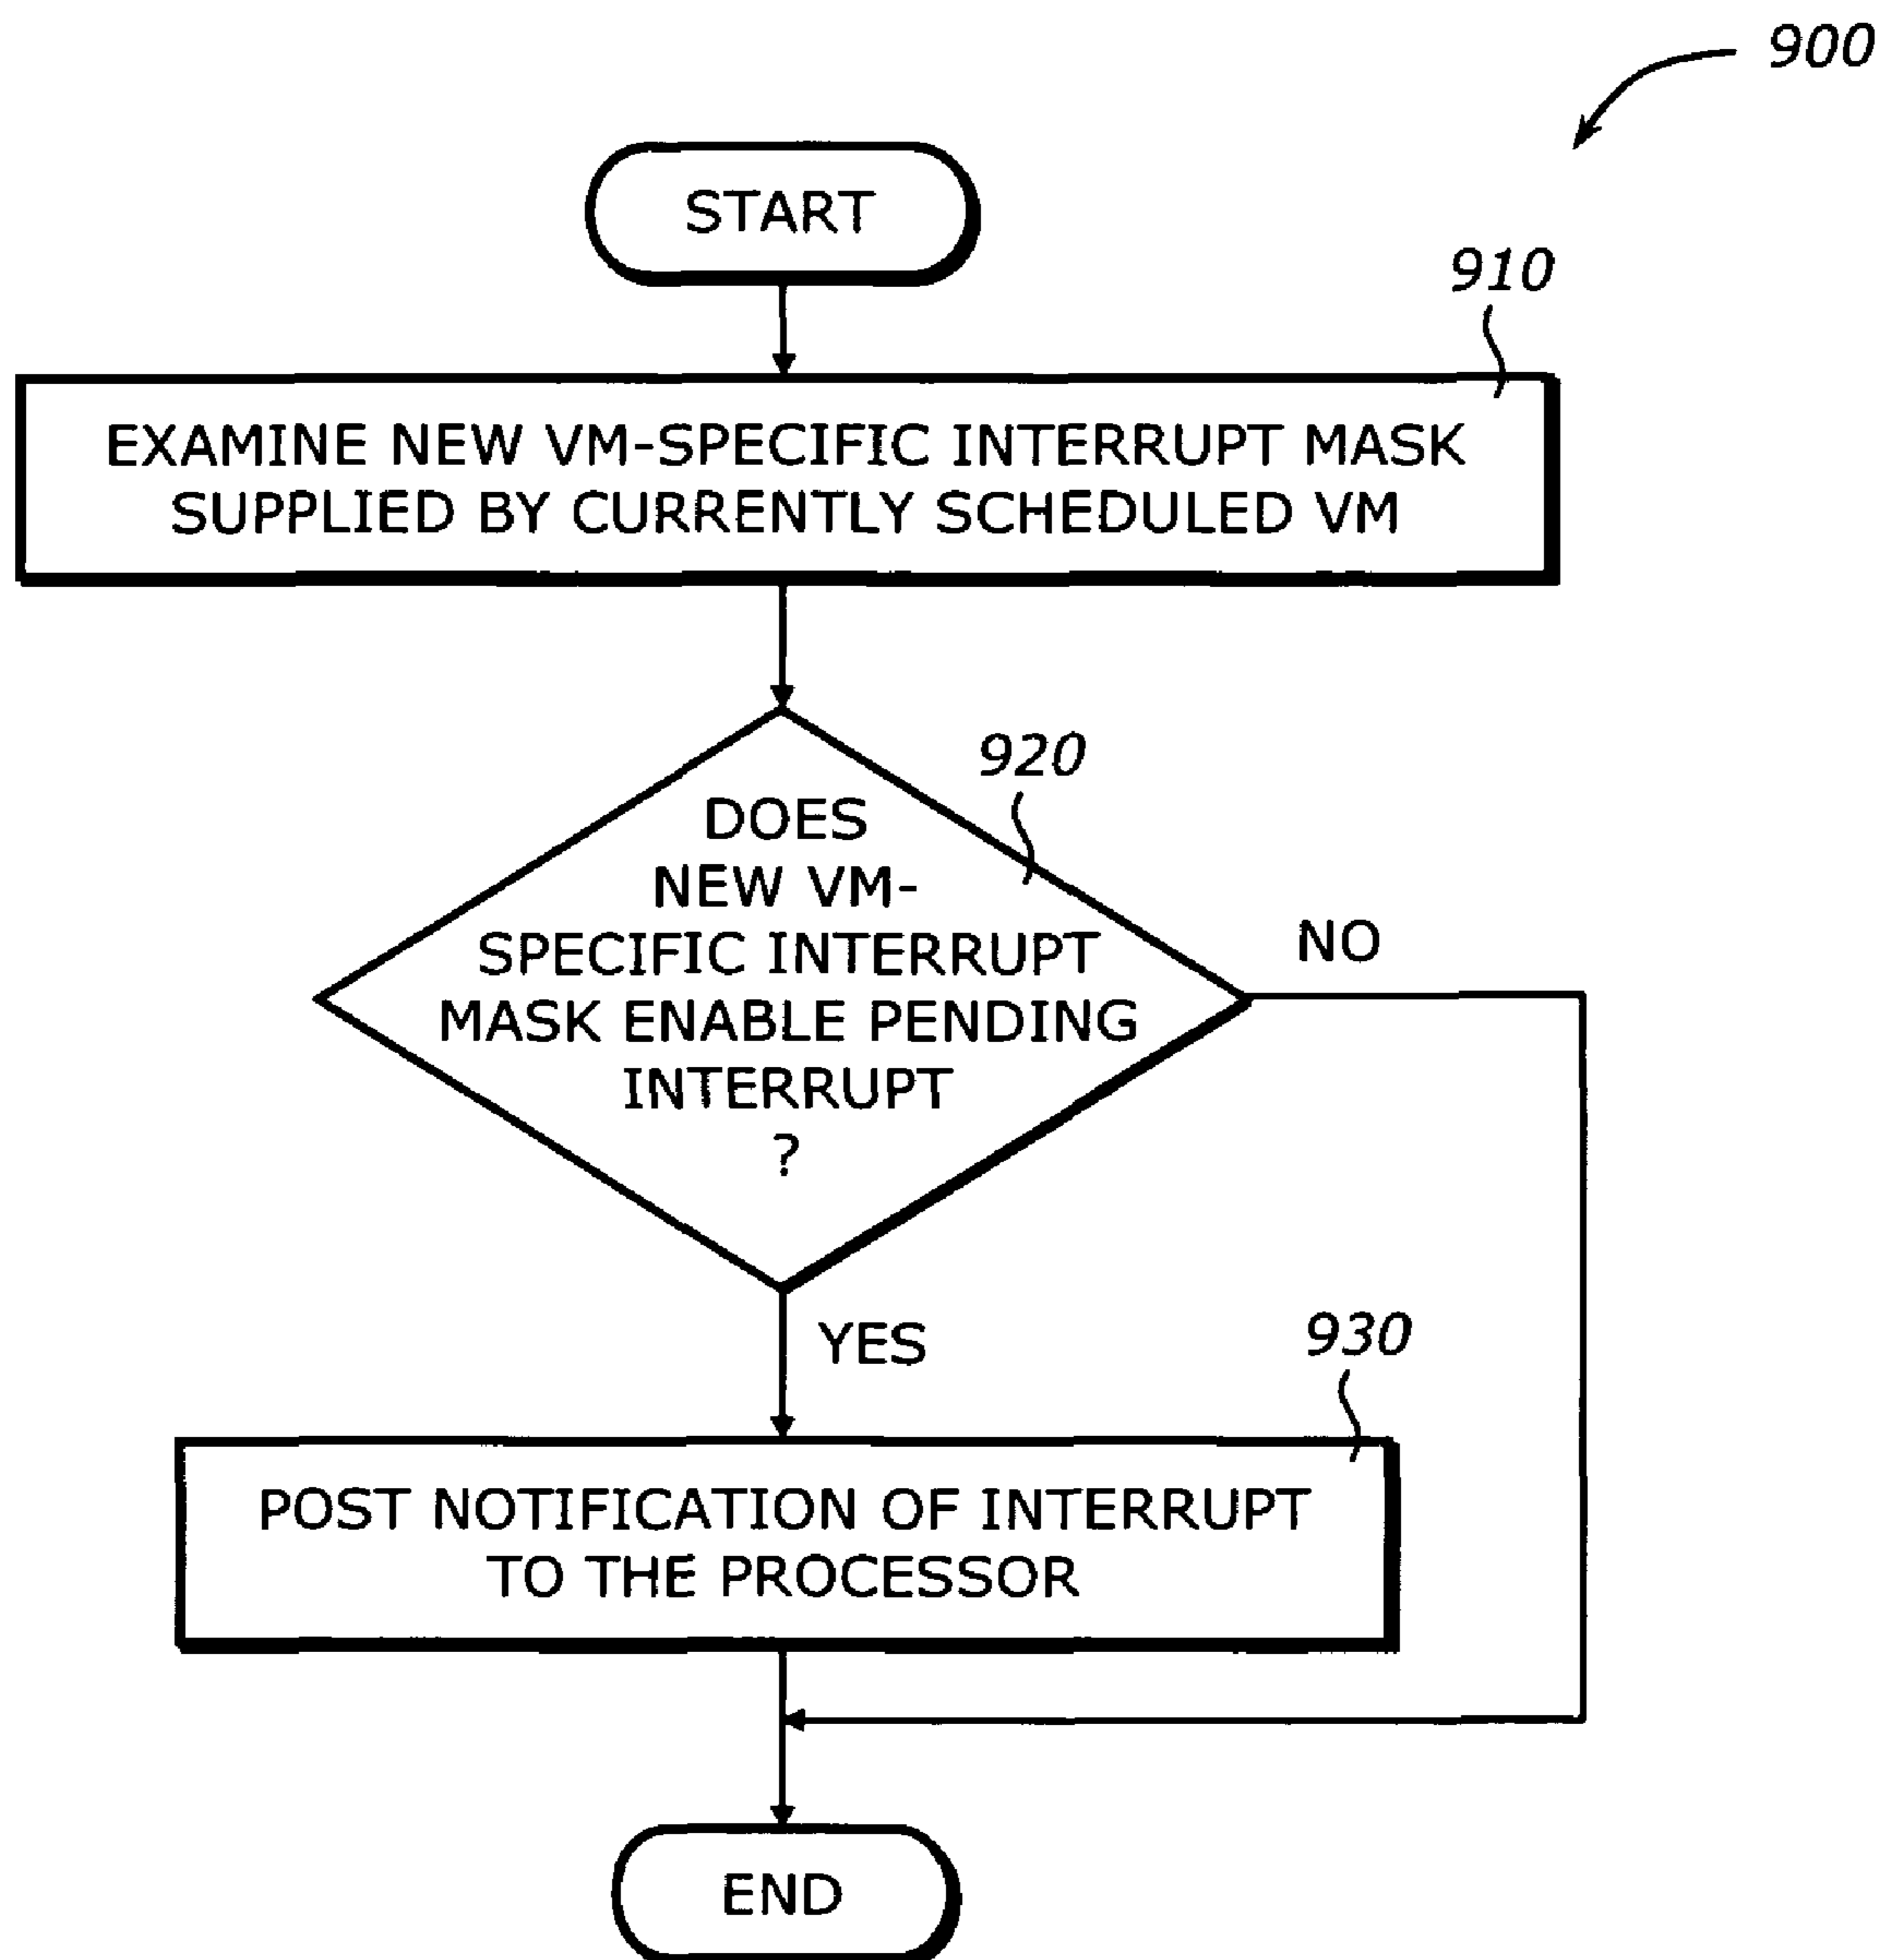 900
START
910
EXAMINE NEW VM-SPECIFIC INTERRUPT MASK
SUPPLIED BY CURRENTLY SCHEDULED VM
920
DOES
NEW VM-
SPECIFIC INTERRUPT
MASK ENABLE PENDING
INTERRUPT
?
NO
YES
930
POST NOTIFICATION OF INTERRUPT
TO THE PROCESSOR
END